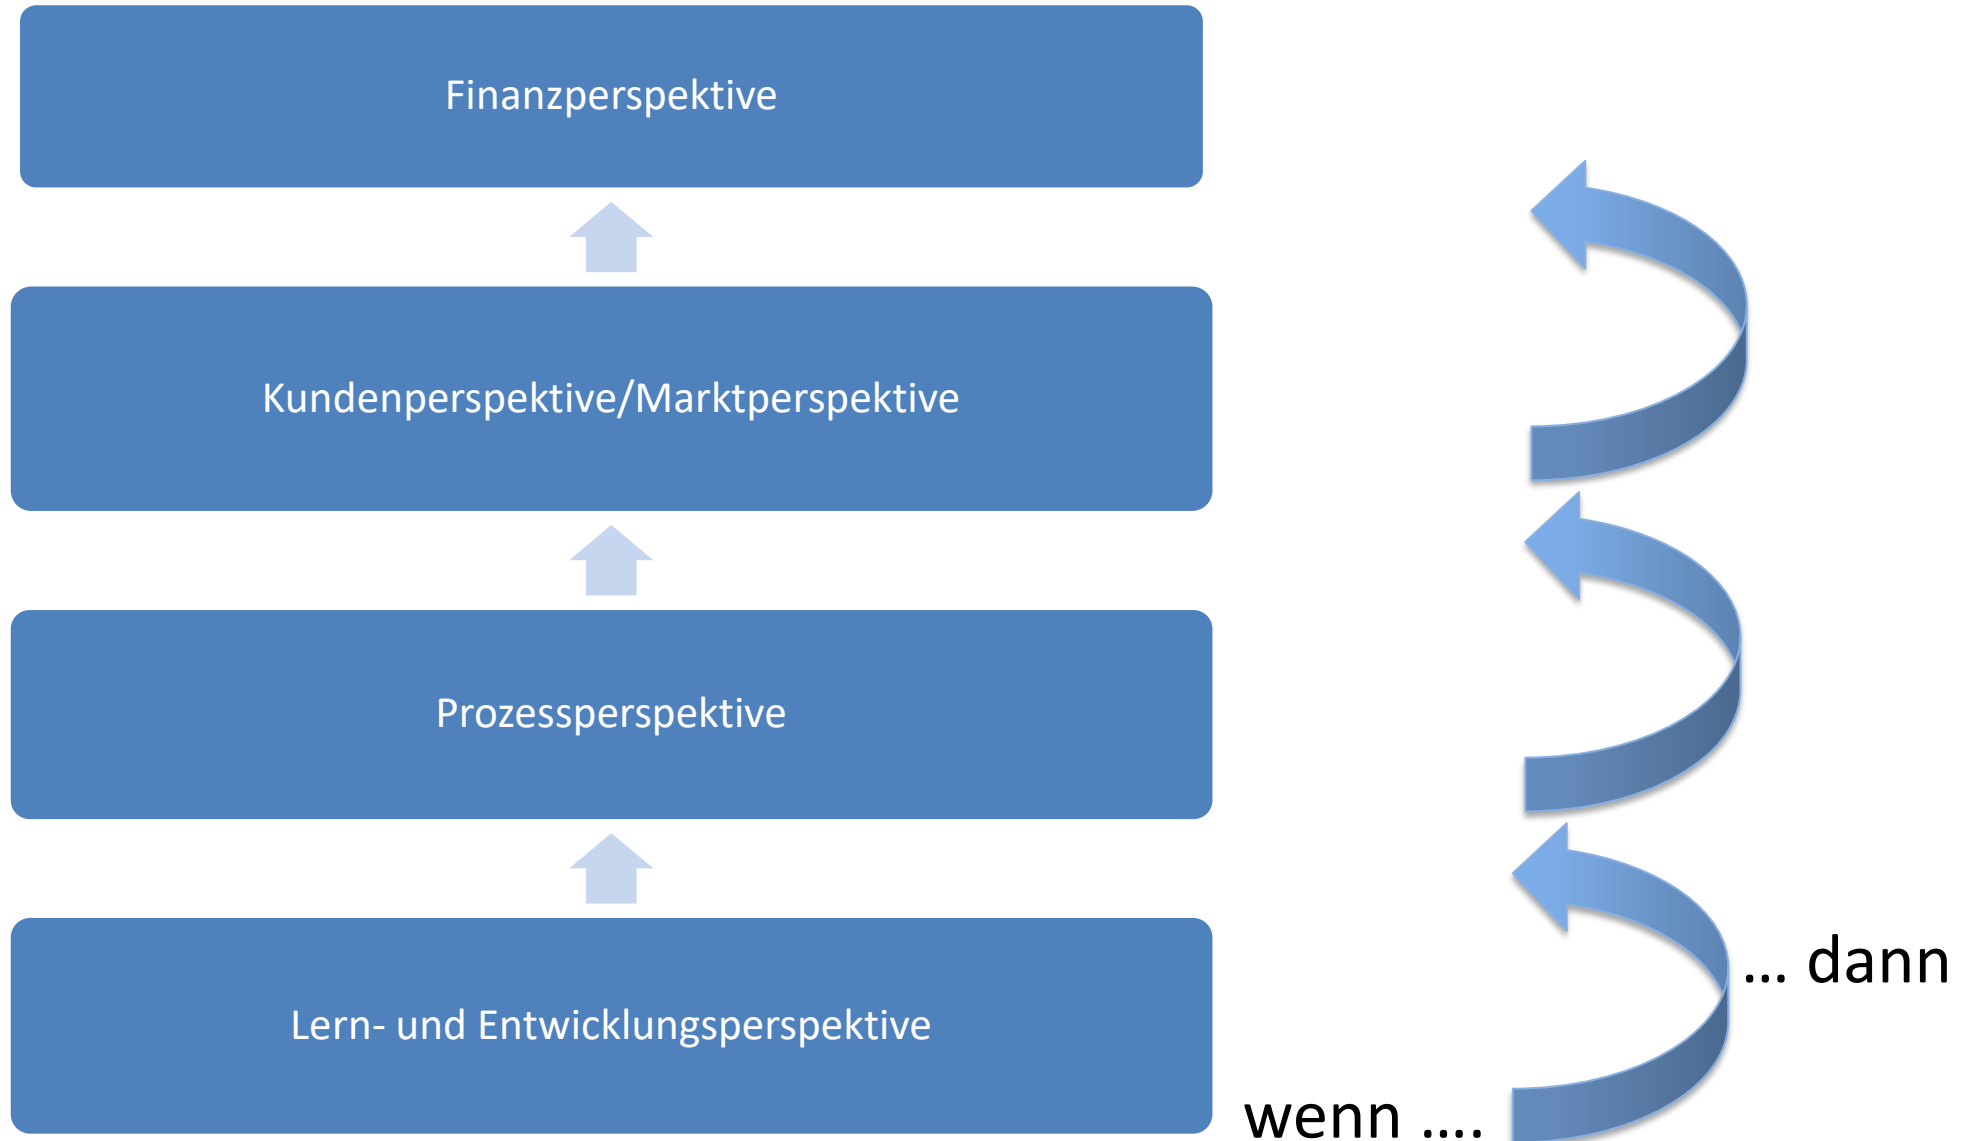 Finanzperspektive
Kundenperspektive/Marktperspektive
Prozessperspektive
Lern- und Entwicklungsperspektive
... dann
wenn ....